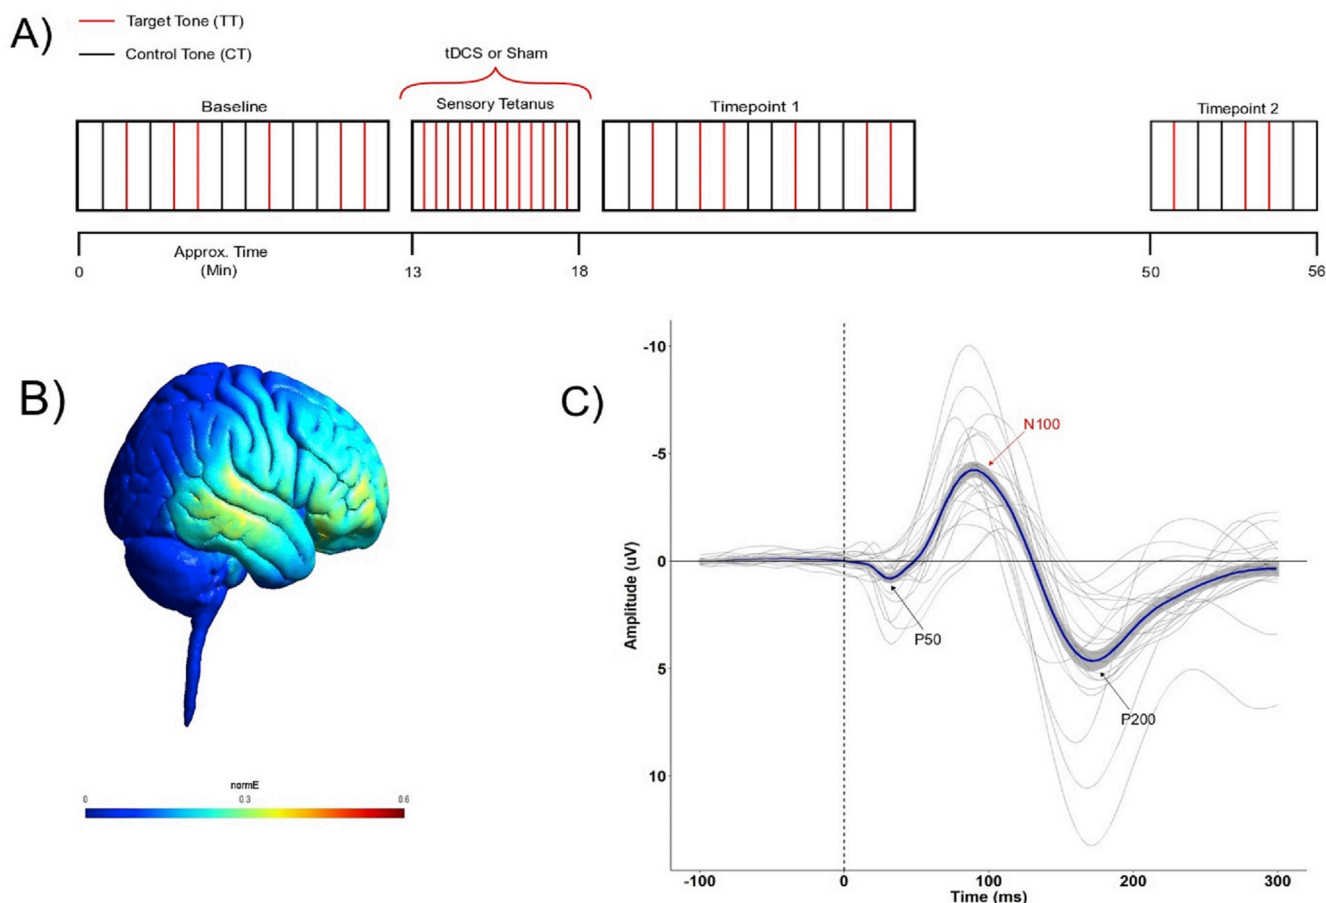 A)
Target Tone (TT)
Control Tone (CT)
tDCS or Sham
Baseline
Sensory Tetanus
Timepoint 1
Timepoint 2
Approx. Time
(Min)
0
13
18
50
56
B)
normE
0
0.3
0.6
C)
-10
-5
0
5
10
Amplitude (uV)
N100
P50
P200
-100
0
100
200
300
Time (ms)